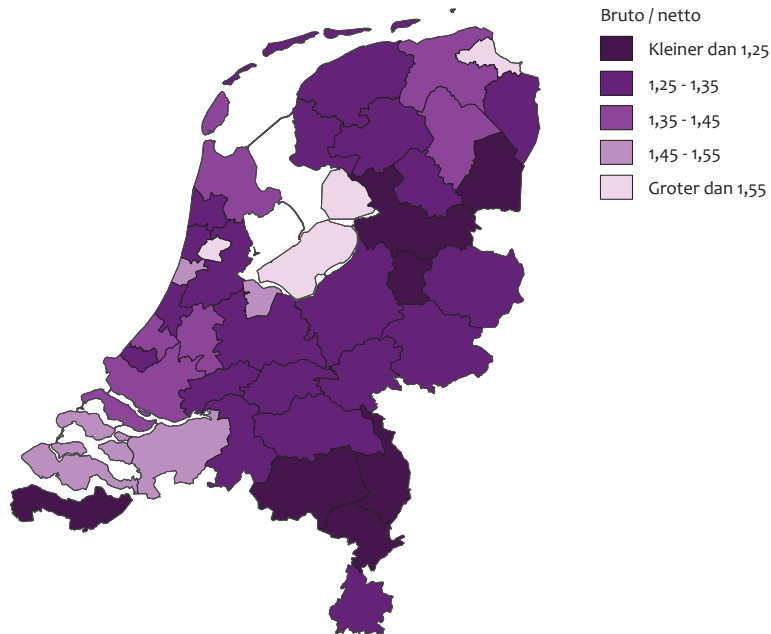 Bruto / netto
Kleiner dan 1,25
1,25 - 1,35
1,35 - 1,45
1,45 - 1,55
Groter dan 1,55